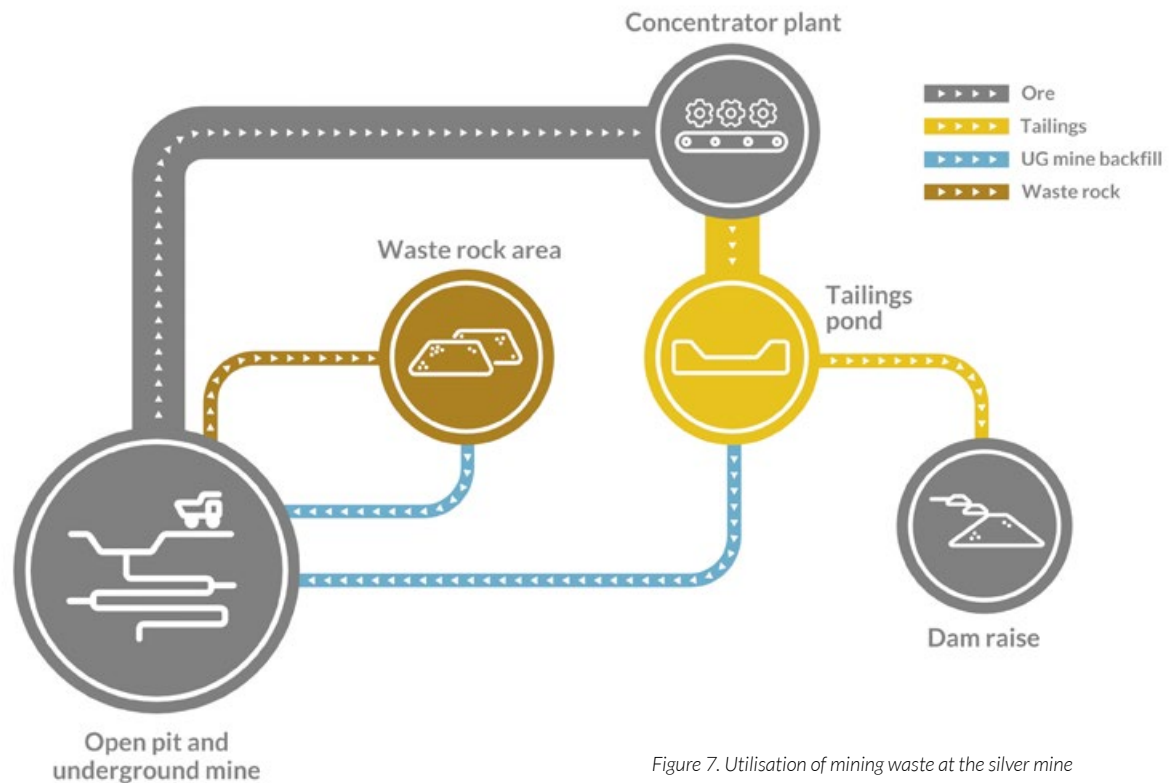 Concentrator plant
Ore
Tailings
UG mine backfill
Waste rock
Waste rock area
Tailings
pond
Dam raise
Open pit and
underground mine
Figure 7. Utilisation of mining waste at the silver mine